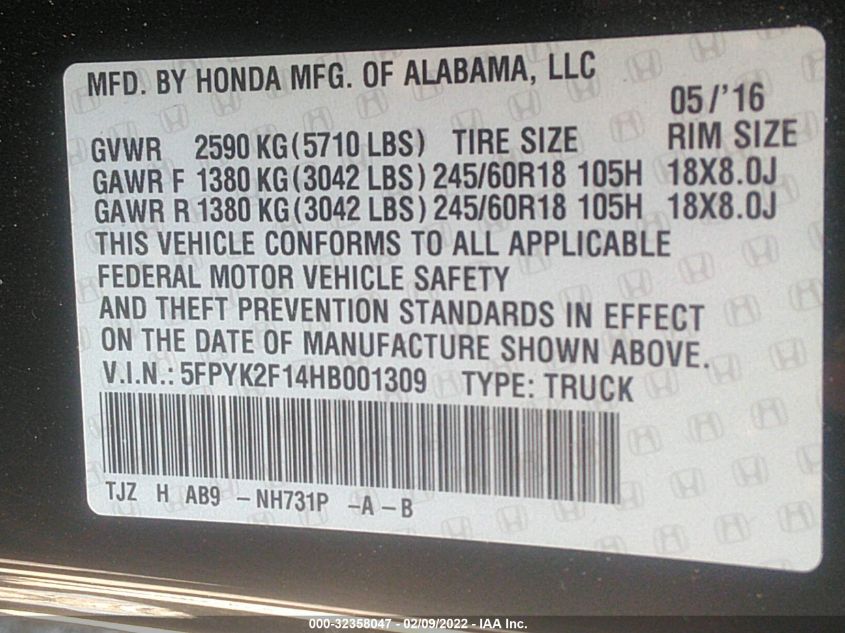 MFD. BY HONDA MFG. OF ALABAMA, LLC
05/'16
GVWR 2590 KG (5710 LBS) TIRE SIZE RIM SIZE
GAWR F 1380 KG (3042 LBS) 245/60R18 105H 18X8.0J
GAWR R 1380 KG (3042 LBS) 245/60R18 105H 18X8.0J
THIS VEHICLE CONFORMS TO ALL APPLICABLE
FEDERAL MOTOR VEHICLE SAFETY
AND THEFT PREVENTION STANDARDS IN EFFECT
ON THE DATE OF MANUFACTURE SHOWN ABOVE.
V.I.N.: 5FPYK2F14HB001309 TYPE: TRUCK
TJZ H AB9 - NH731P -A - B
000-32358047 - 02/09/2022 - IAA Inc.